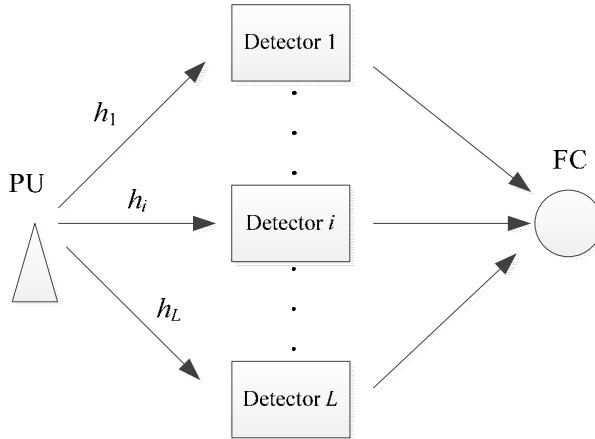 Detector 1
h1
PU
FC
hi
Detector i
hL
Detector L